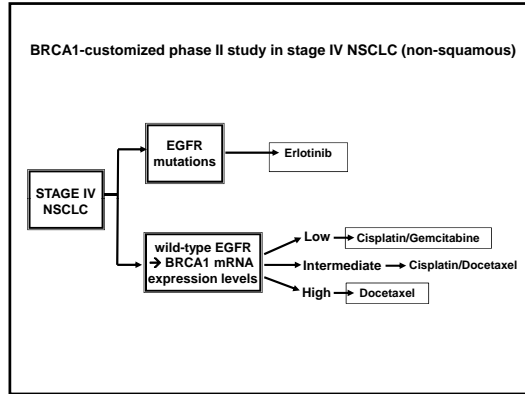 BRCA1-customized phase II study in stage IV NSCLC (non-squamous)
EGFR
mutations
Erlotinib
STAGE IV
NSCLC
wild-type EGFR
→ BRCA1 mRNA
expression levels
Low
Cisplatin/Gemcitabine
Intermediate
Cisplatin/Docetaxel
High
Docetaxel